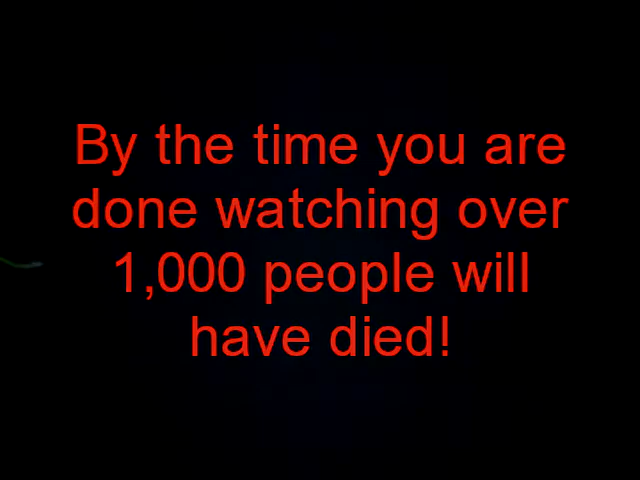 By the time you are
done watching over
1,000 people will
have died!